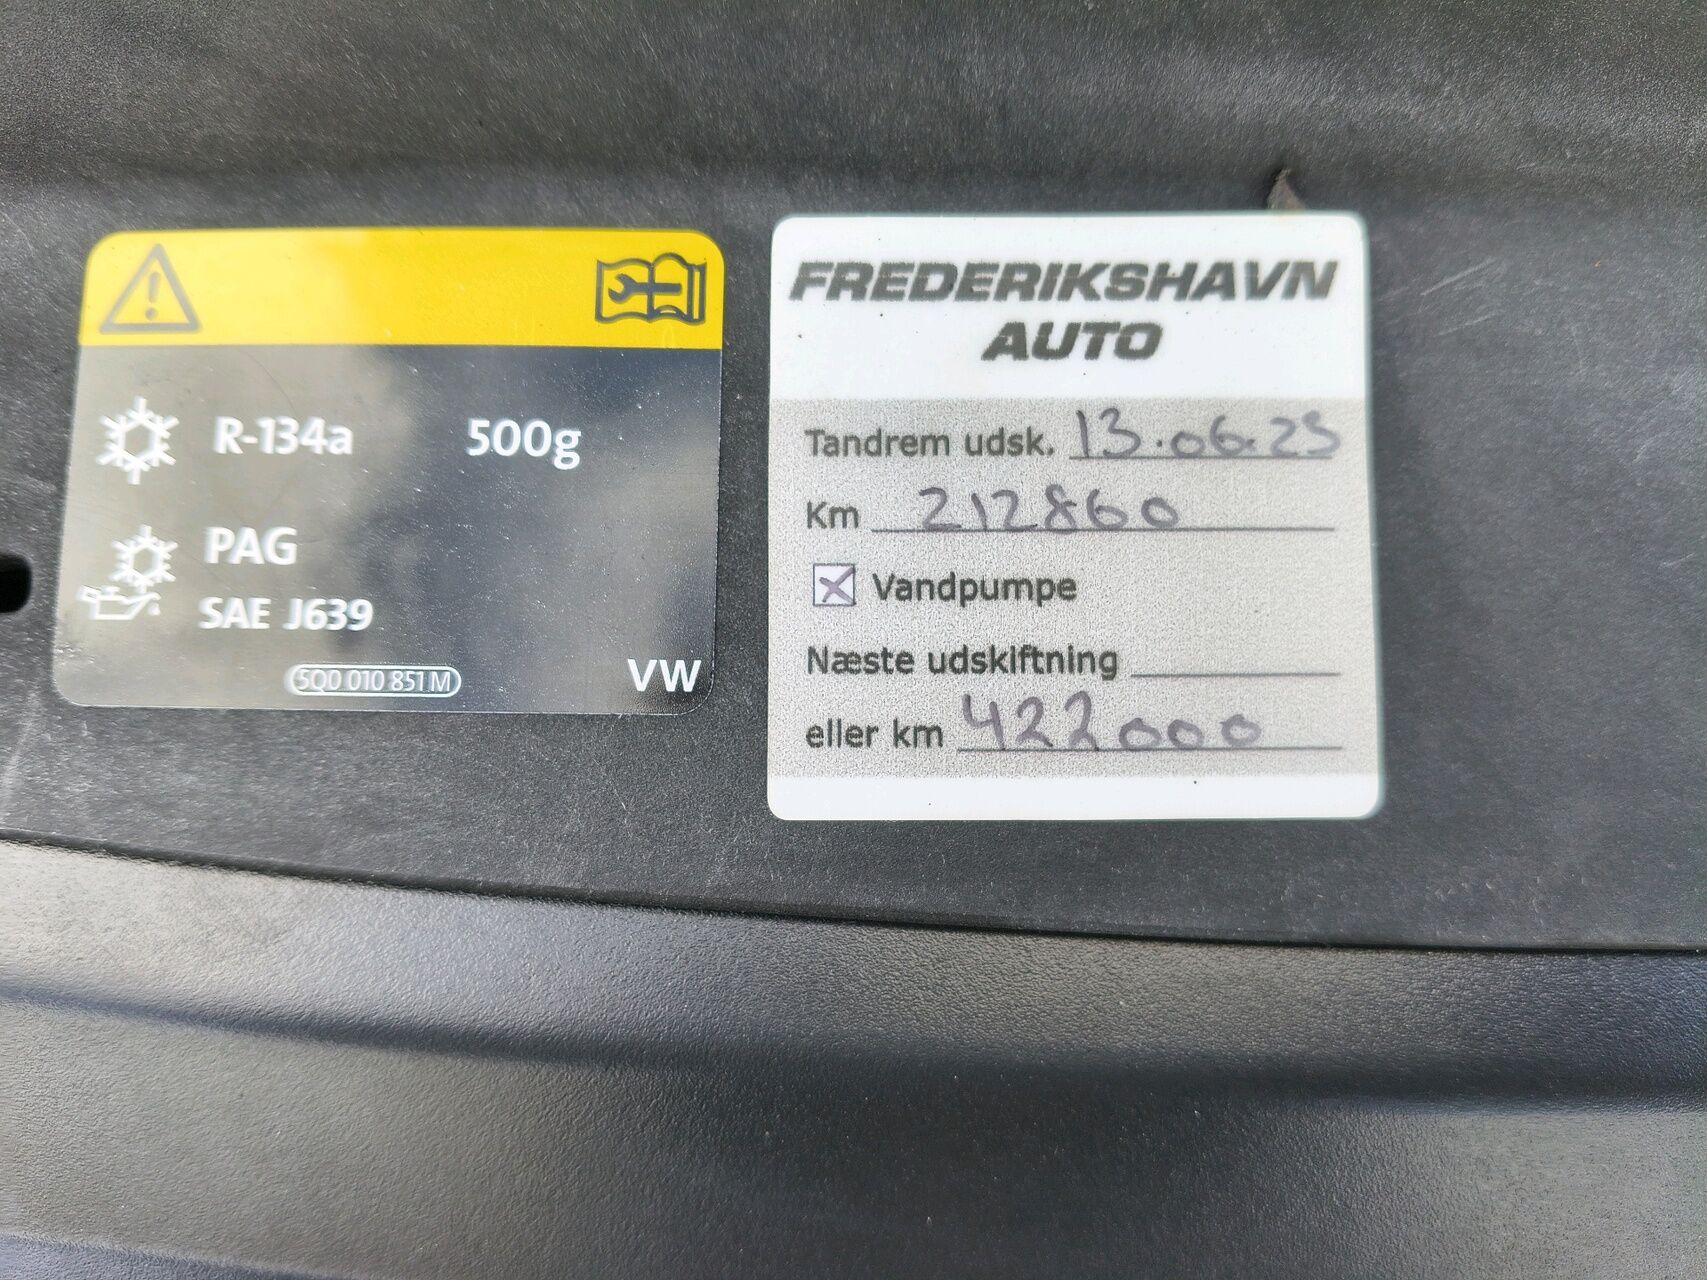 R-134a 500g
PAG
SAE J639
5Q0 010 851 M
VW
FREDERIKSHAVN
AUTO
Tandrem udsk. 13.06.25
Km 212860
Vandpumpe
Næste udskiftning
eller km 422000